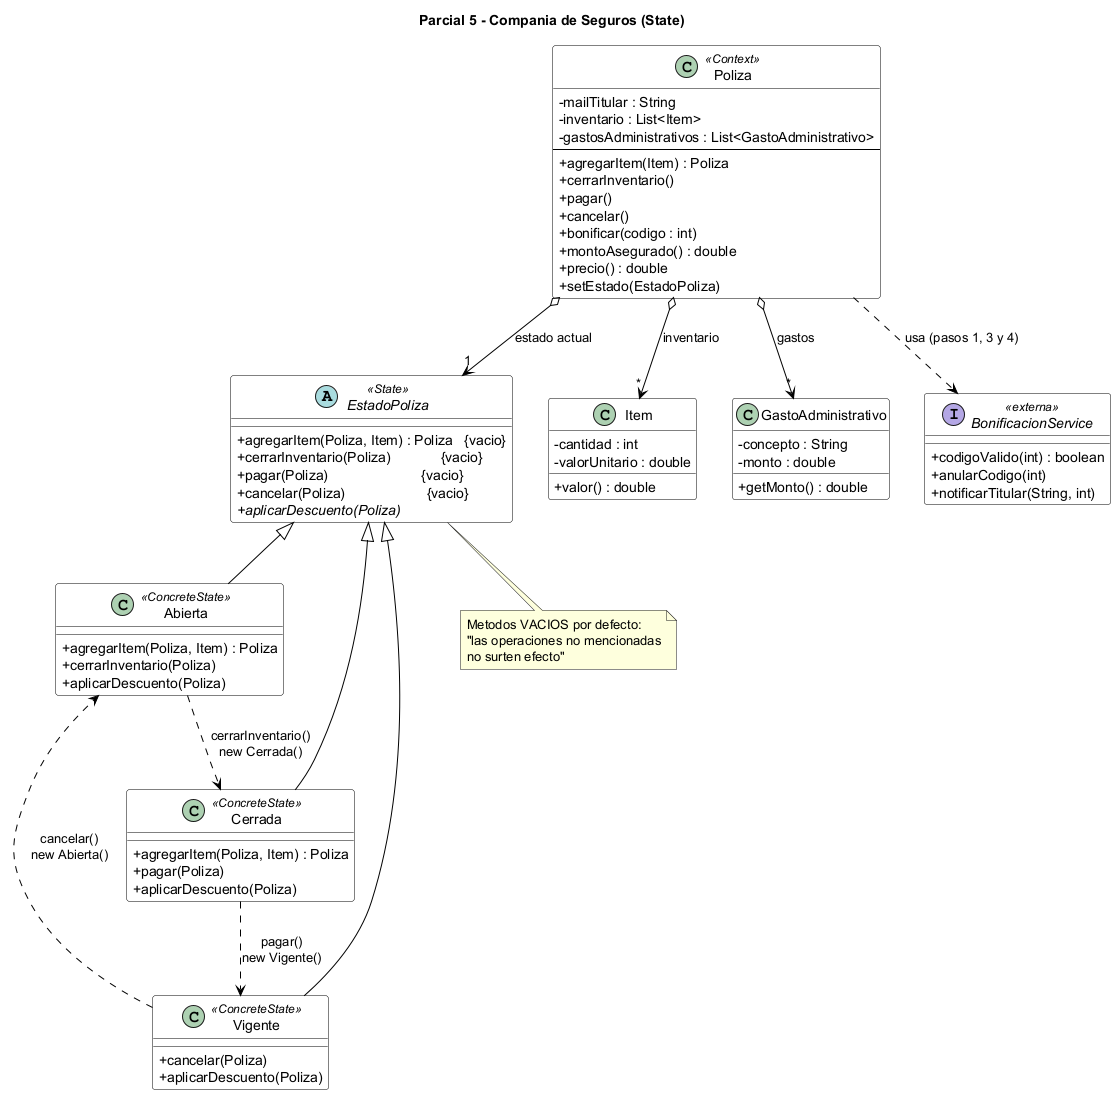 Parcial 5 - Compania de Seguros (State)
«Context»
C
Poliza
-mailTitular : String
-inventario : List<Item>
-gastosAdministrativos : List<GastoAdministrativo>
+agregarItem(Item) : Poliza
+cerrarInventario()
+pagar()
+cancelar()
+bonificar(codigo : int)
+montoAsegurado() : double
+precio() : double
+setEstado(EstadoPoliza)
estado actual
1
inventario
*
gastos
*
usa (pasos 1, 3 y 4)
«State»
A
EstadoPoliza
+agregarItem(Poliza, Item) : Poliza {vacio}
+cerrarInventario(Poliza) {vacio}
+pagar(Poliza) {vacio}
+cancelar(Poliza) {vacio}
+aplicarDescuento(Poliza)
C
Item
-cantidad : int
-valorUnitario : double
+valor() : double
C
GastoAdministrativo
-concepto : String
-monto : double
+getMonto() : double
«externa»
I
BonificacionService
+codigoValido(int) : boolean
+anularCodigo(int)
+notificarTitular(String, int)
«ConcreteState»
C
Abierta
+agregarItem(Poliza, Item) : Poliza
+cerrarInventario(Poliza)
+aplicarDescuento(Poliza)
Metodos VACIOS por defecto:
"las operaciones no mencionadas
no surten efecto"
cerrarInventario()
new Cerrada()
«ConcreteState»
C
Cerrada
+agregarItem(Poliza, Item) : Poliza
+pagar(Poliza)
+aplicarDescuento(Poliza)
cancelar()
new Abierta()
pagar()
new Vigente()
«ConcreteState»
C
Vigente
+cancelar(Poliza)
+aplicarDescuento(Poliza)